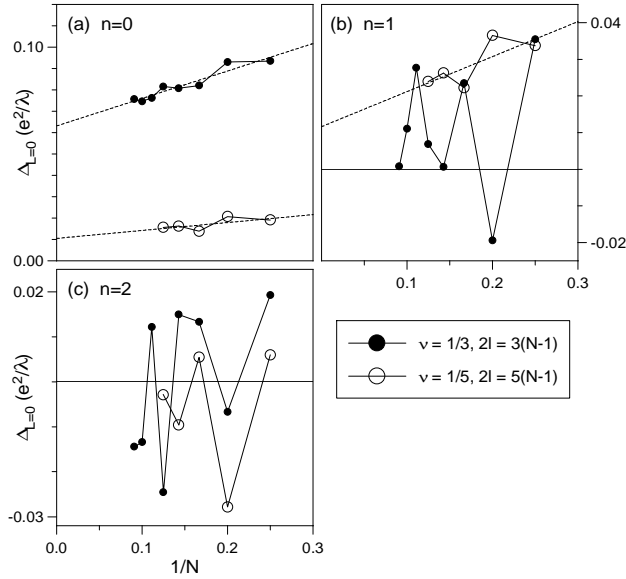 (a) n=0
0.10
Δ_{L=0} (e²/λ)
0.00
(b) n=1
0.04
-0.02
0.1 0.2 0.3
(c) n=2
0.02
Δ_{L=0} (e²/λ)
-0.03
0.0 0.1 0.2 0.3
1/N
ν = 1/3, 2l = 3(N-1)
ν = 1/5, 2l = 5(N-1)